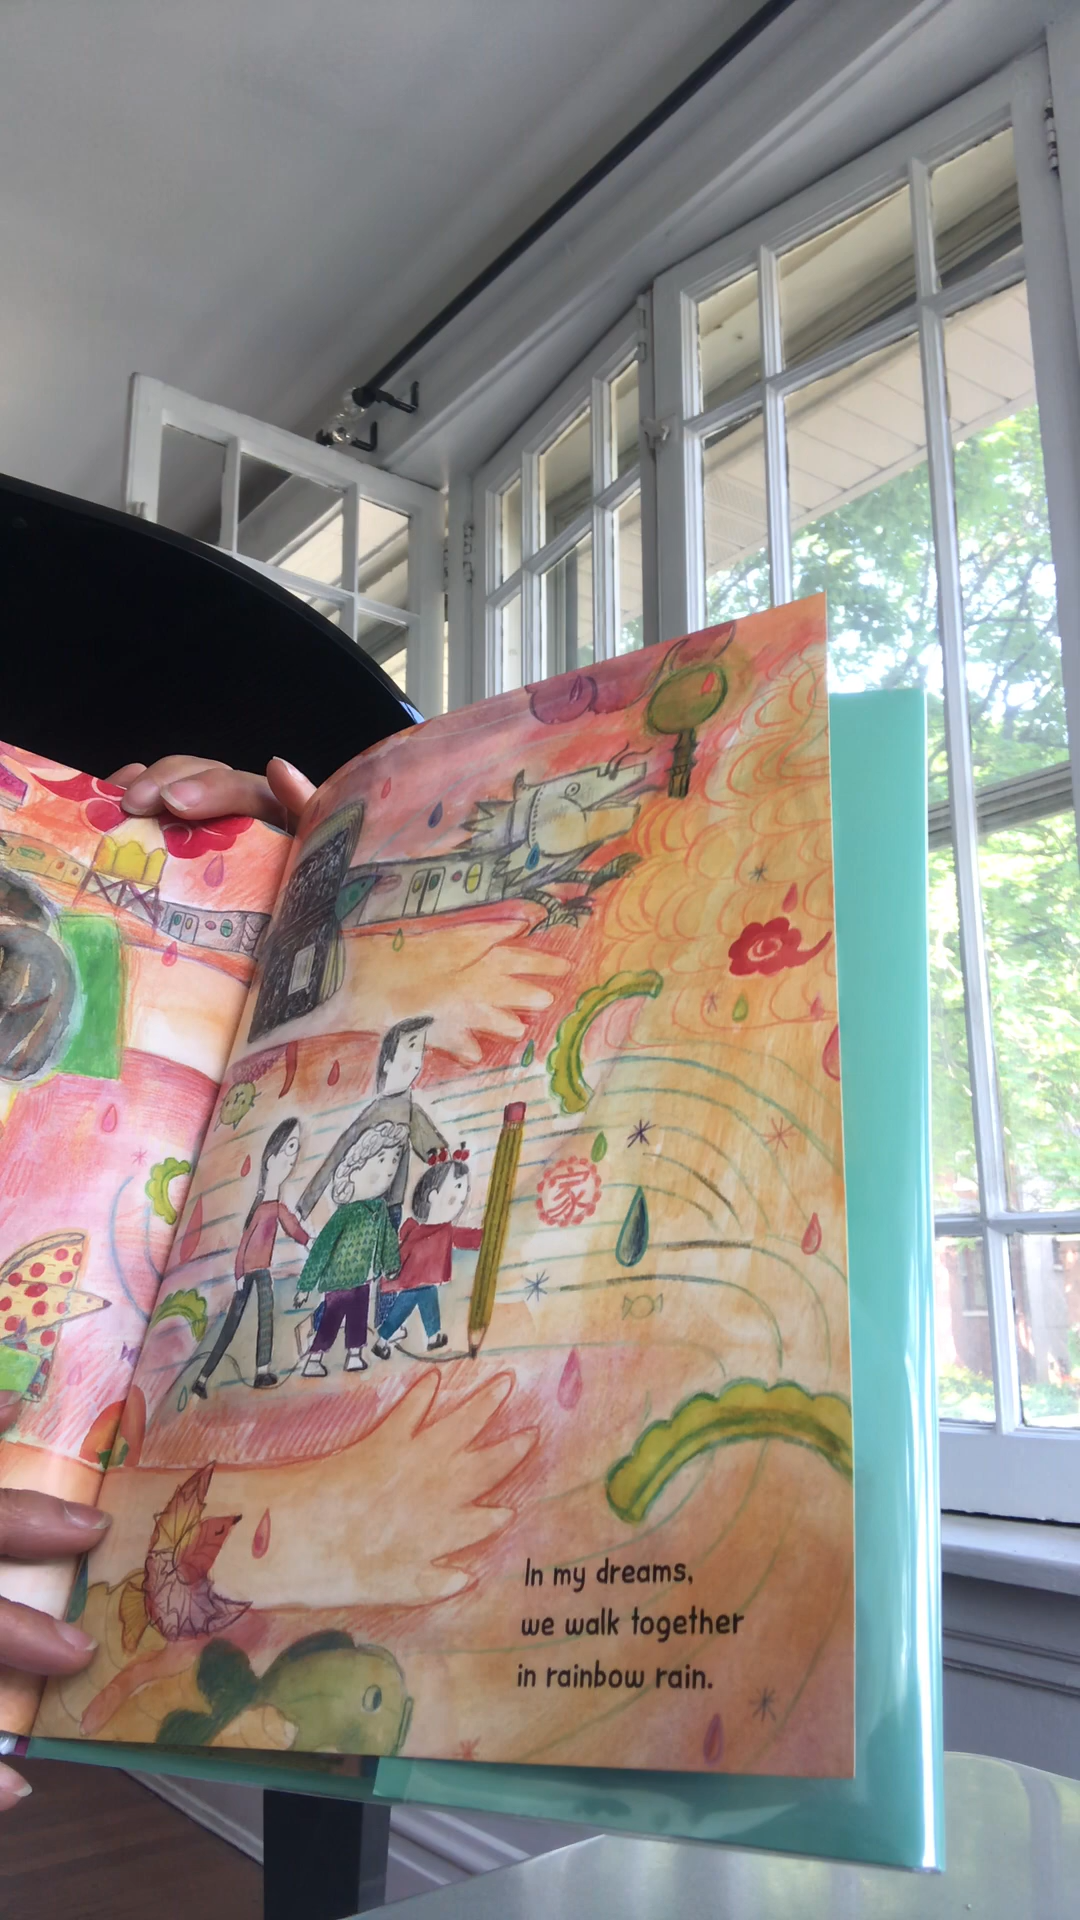 家
In my dreams,
we walk together
in rainbow rain.